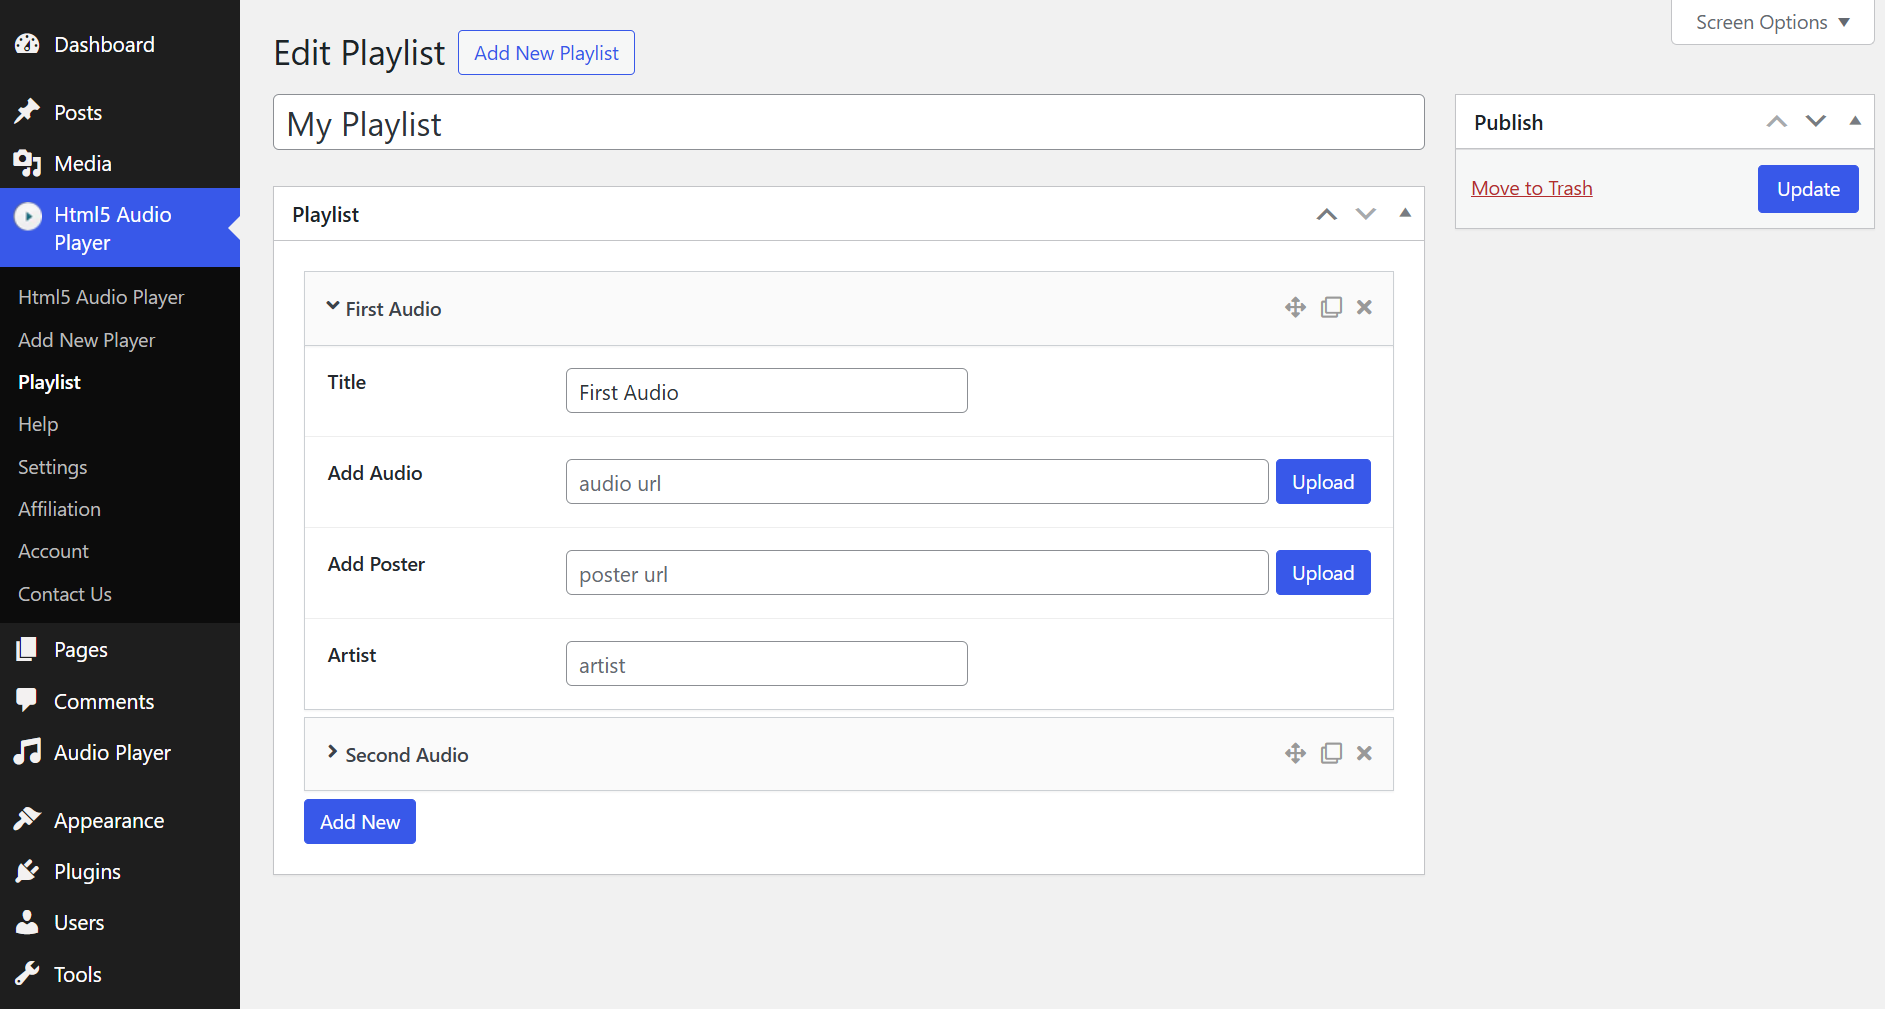 Dashboard
Posts
Media
Html5 Audio
Player
Html5 Audio Player
Add New Player
Playlist
Help
Settings
Affiliation
Account
Contact Us
Pages
Comments
Audio Player
Appearance
Plugins
Users
Tools
Screen Options
Edit Playlist
Add New Playlist
My Playlist
Playlist
First Audio
Title
First Audio
Add Audio
audio url
Upload
Add Poster
poster url
Upload
Artist
artist
Second Audio
Add New
Publish
Move to Trash
Update